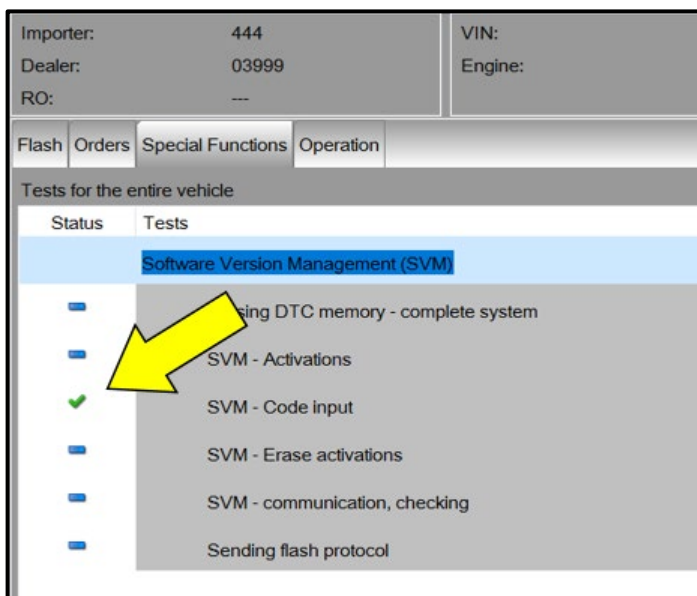 Importer: 444 VIN:
Dealer: 03999 Engine:
RO: ---
Flash Orders Special Functions Operation
Tests for the entire vehicle
Status Tests
Software Version Management (SVM)
DTC memory - complete system
SVM - Activations
SVM - Code input
SVM - Erase activations
SVM - communication, checking
Sending flash protocol